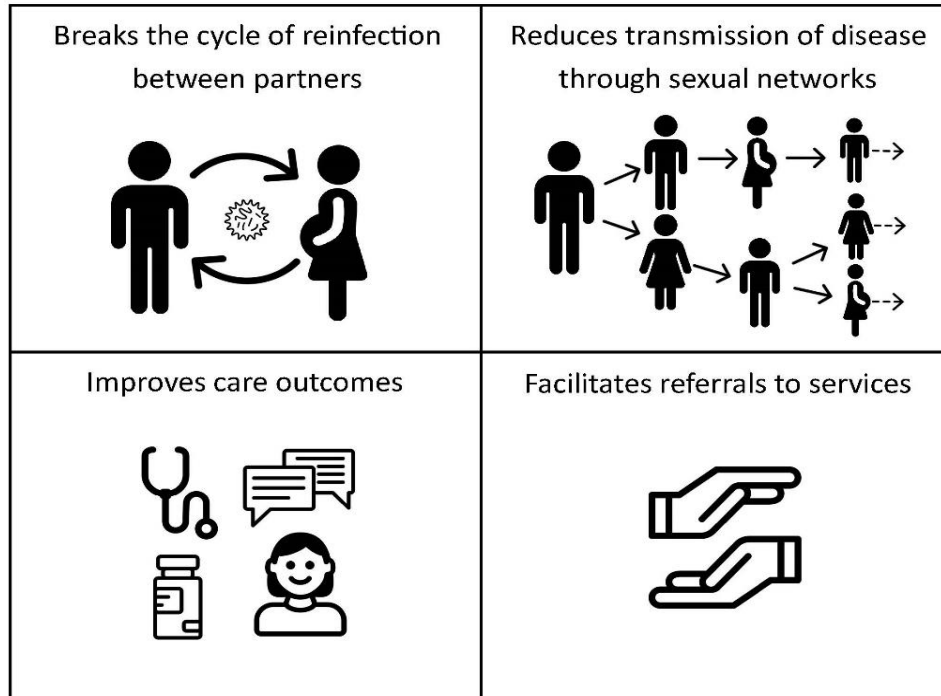 Breaks the cycle of reinfection
between partners
Reduces transmission of disease
through sexual networks
Improves care outcomes
Facilitates referrals to services